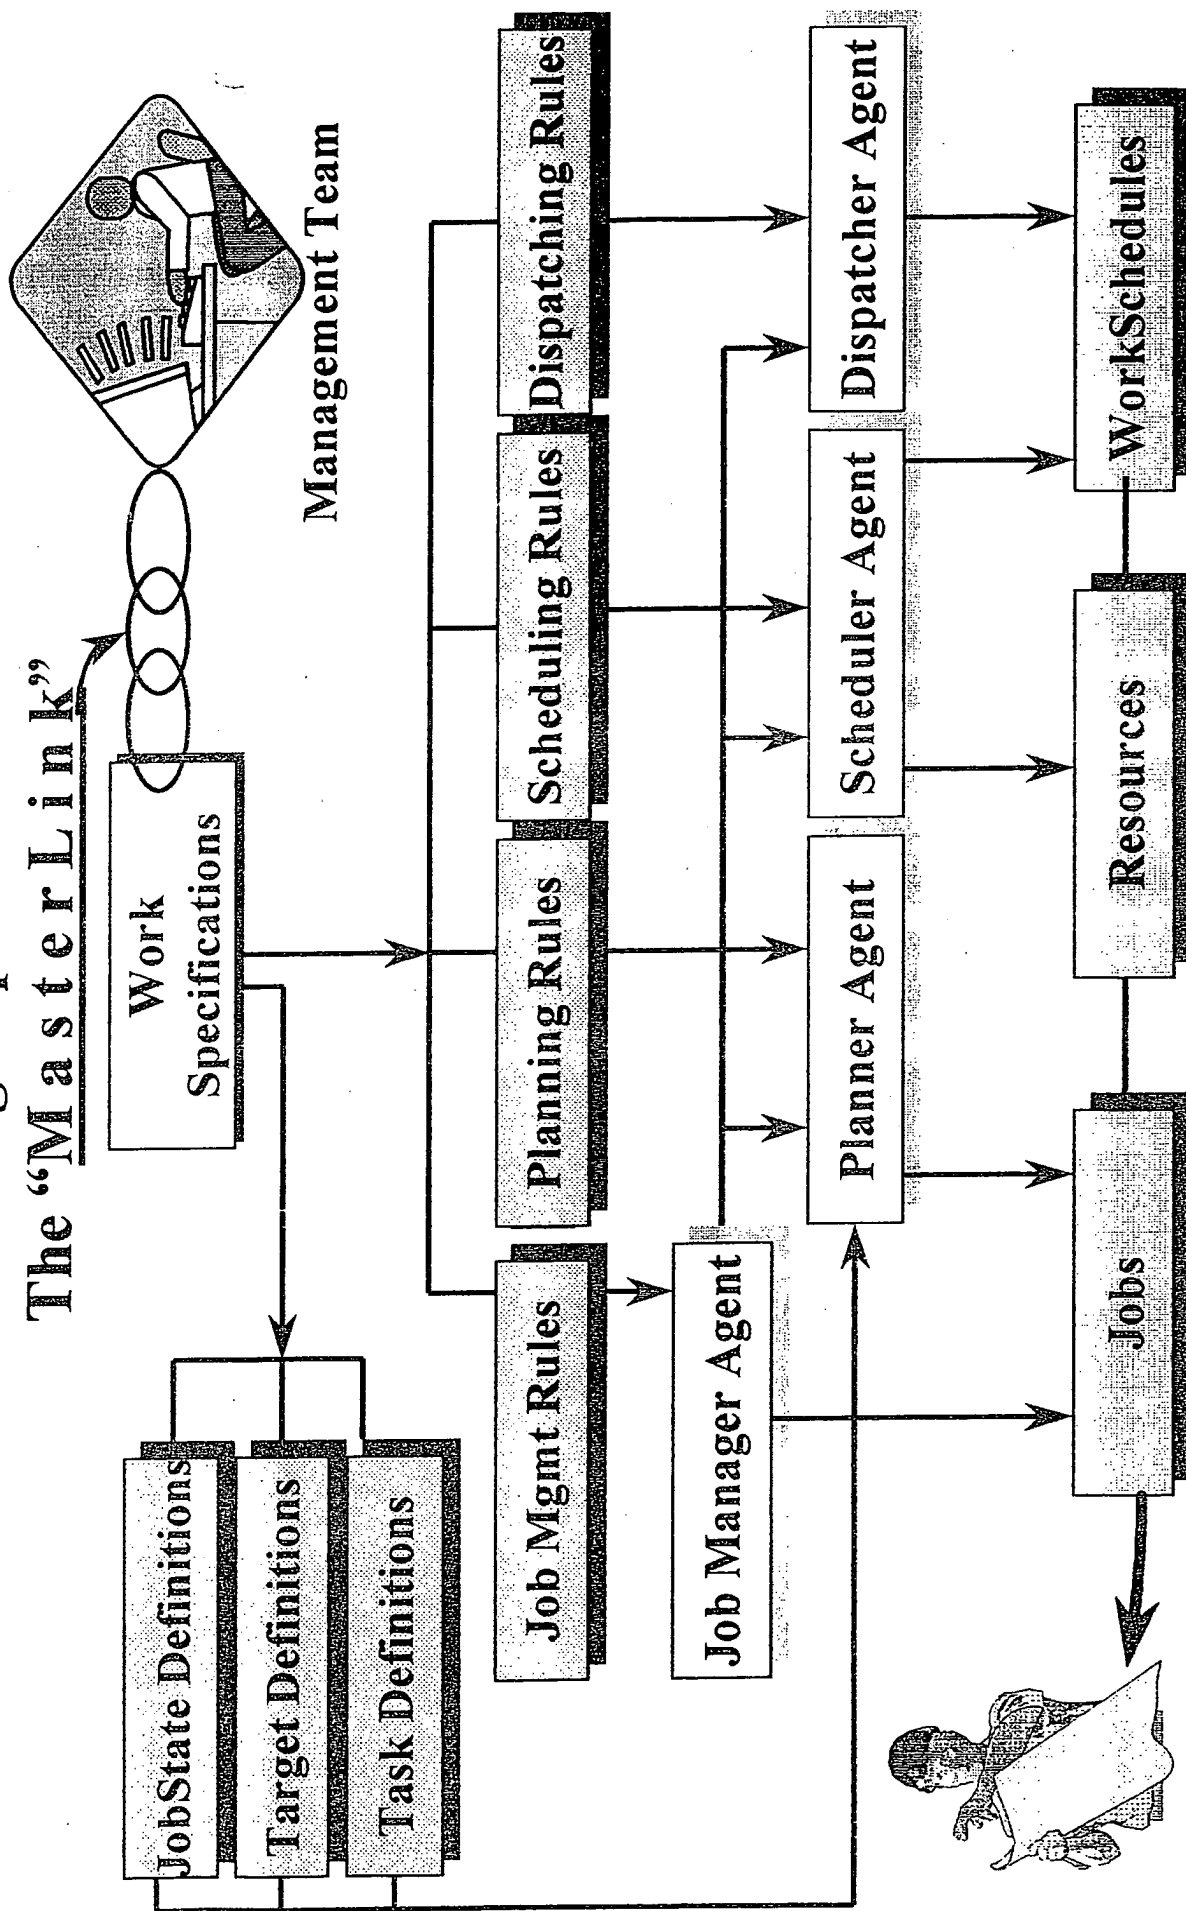 The “MasterLink”
Management Team
Work
Specifications
JobState Definitions
Target Definitions
Task Definitions
Job Mgmt Rules
Planning Rules
Scheduling Rules
Dispatching Rules
Job Manager Agent
Planner Agent
Scheduler Agent
Dispatcher Agent
Jobs
Resources
WorkSchedules